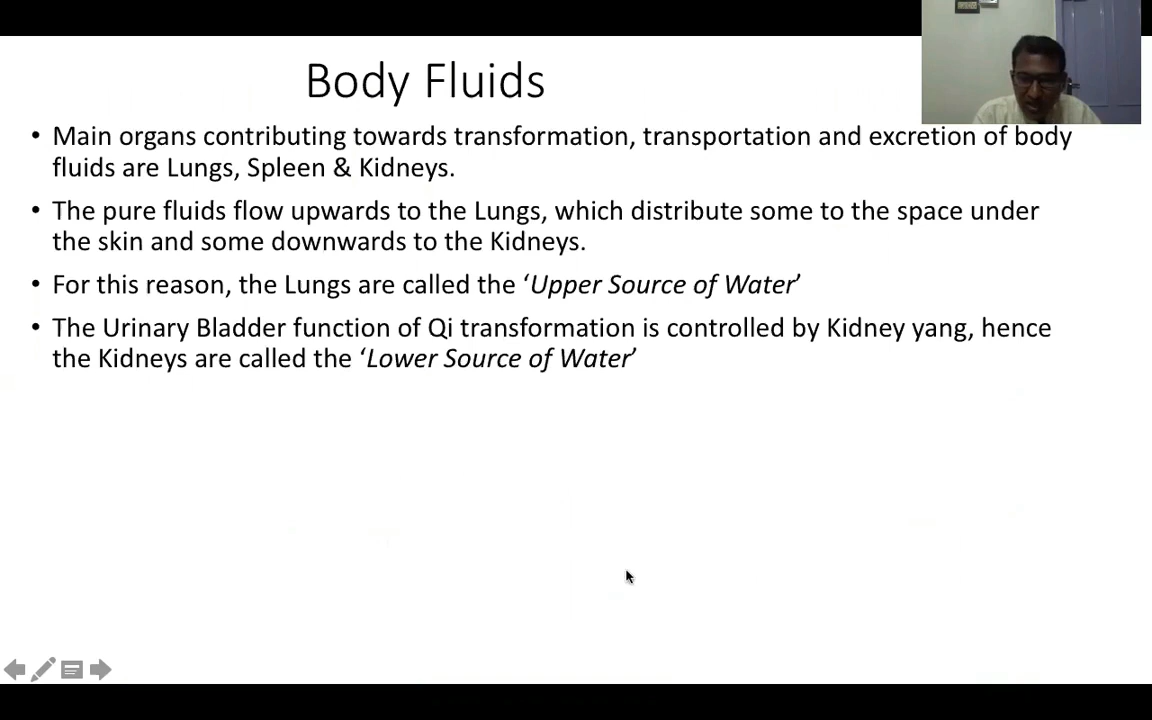 Body Fluids
• Main organs contributing towards transformation, transportation and excretion of body
fluids are Lungs, Spleen & Kidneys.
• The pure fluids flow upwards to the Lungs, which distribute some to the space under
the skin and some downwards to the Kidneys.
• For this reason, the Lungs are called the ‘Upper Source of Water’
• The Urinary Bladder function of Qi transformation is controlled by Kidney yang, hence
the Kidneys are called the ‘Lower Source of Water’